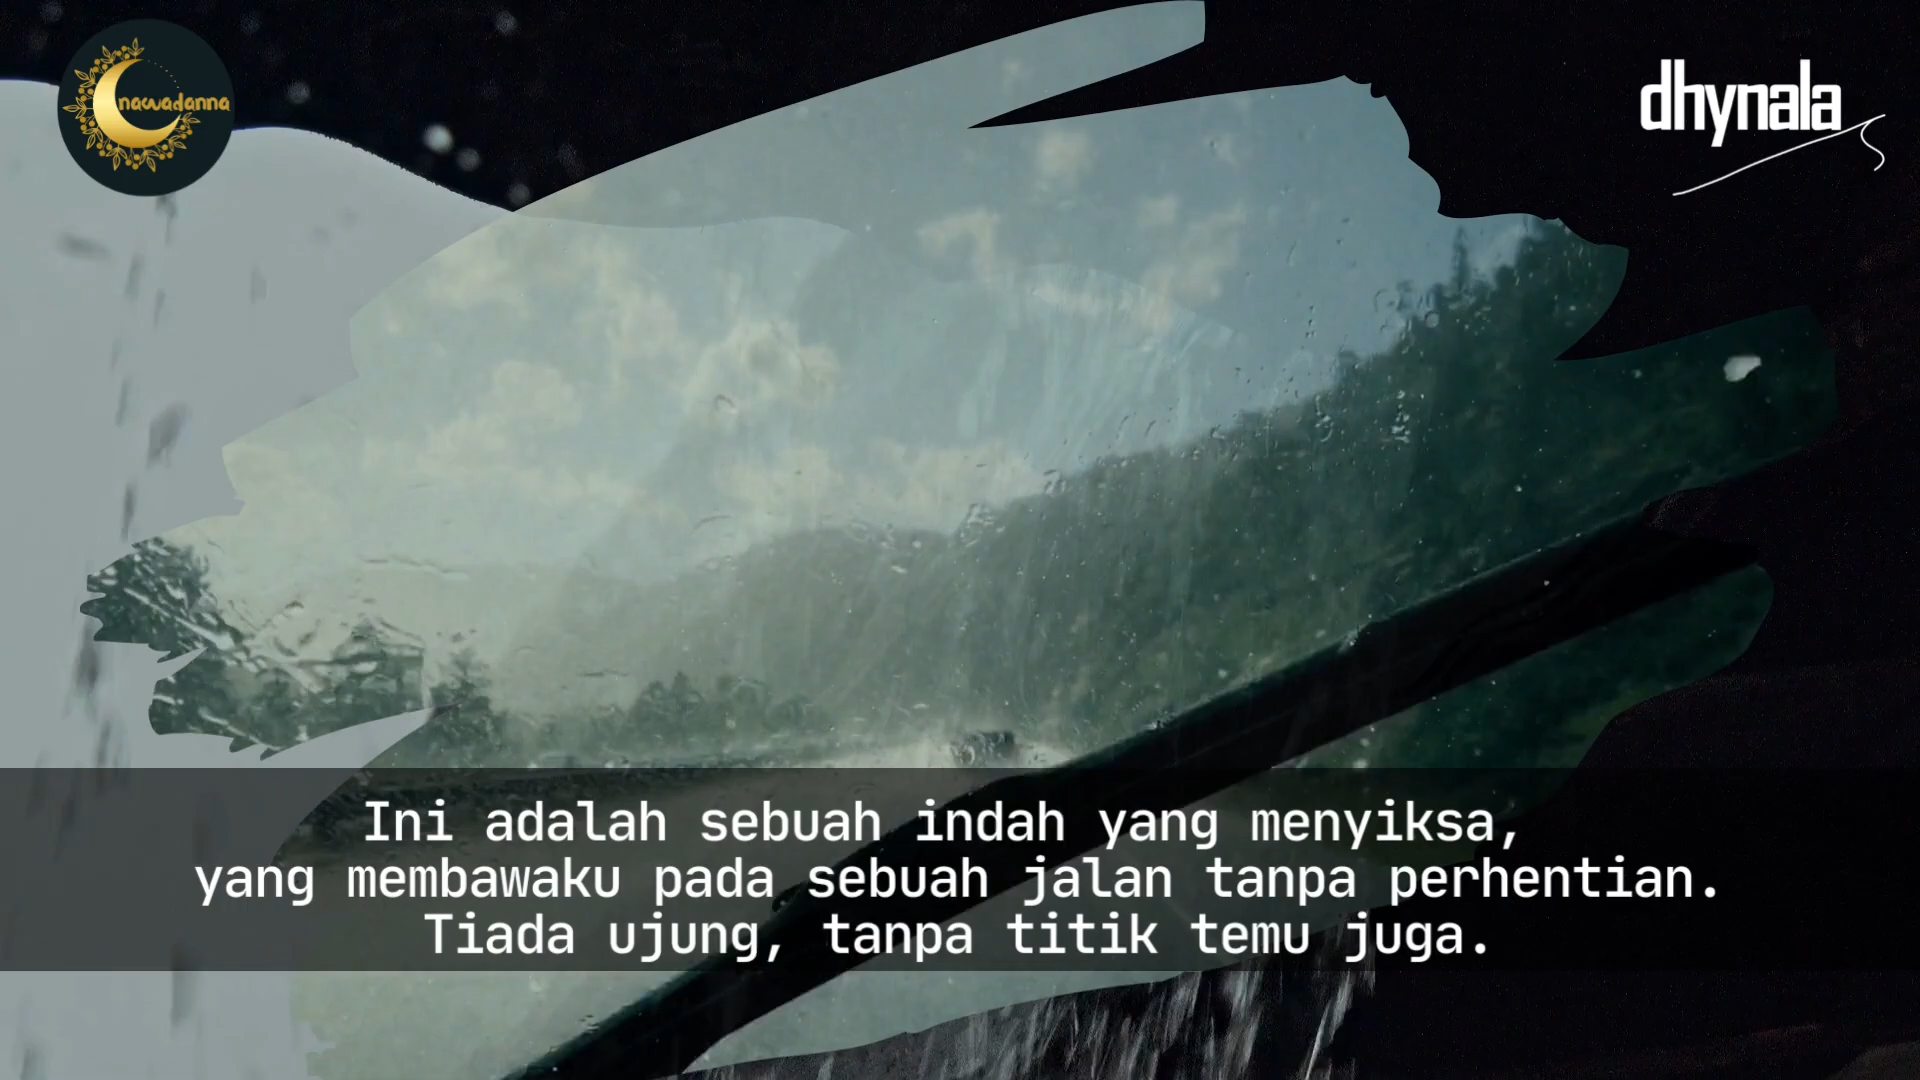 nawadanna
dhynala
Ini adalah sebuah indah yang menyiksa,
yang membawaku pada sebuah jalan tanpa perhentian.
Tiada ujung, tanpa titik temu juga.